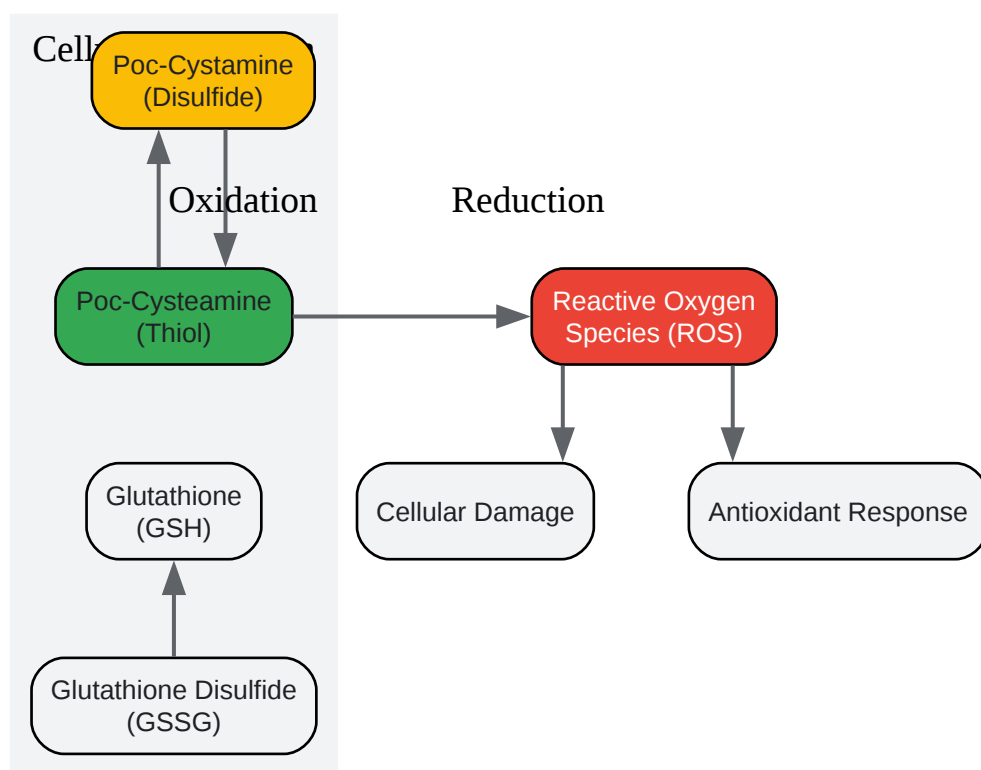 Poc-Cystamine
(Disulfide)
Oxidation
Reduction
Poc-Cysteamine
(Thiol)
Reactive Oxygen
Species (ROS)
Glutathione
(GSH)
Cellular Damage
Antioxidant Response
Glutathione Disulfide
(GSSG)